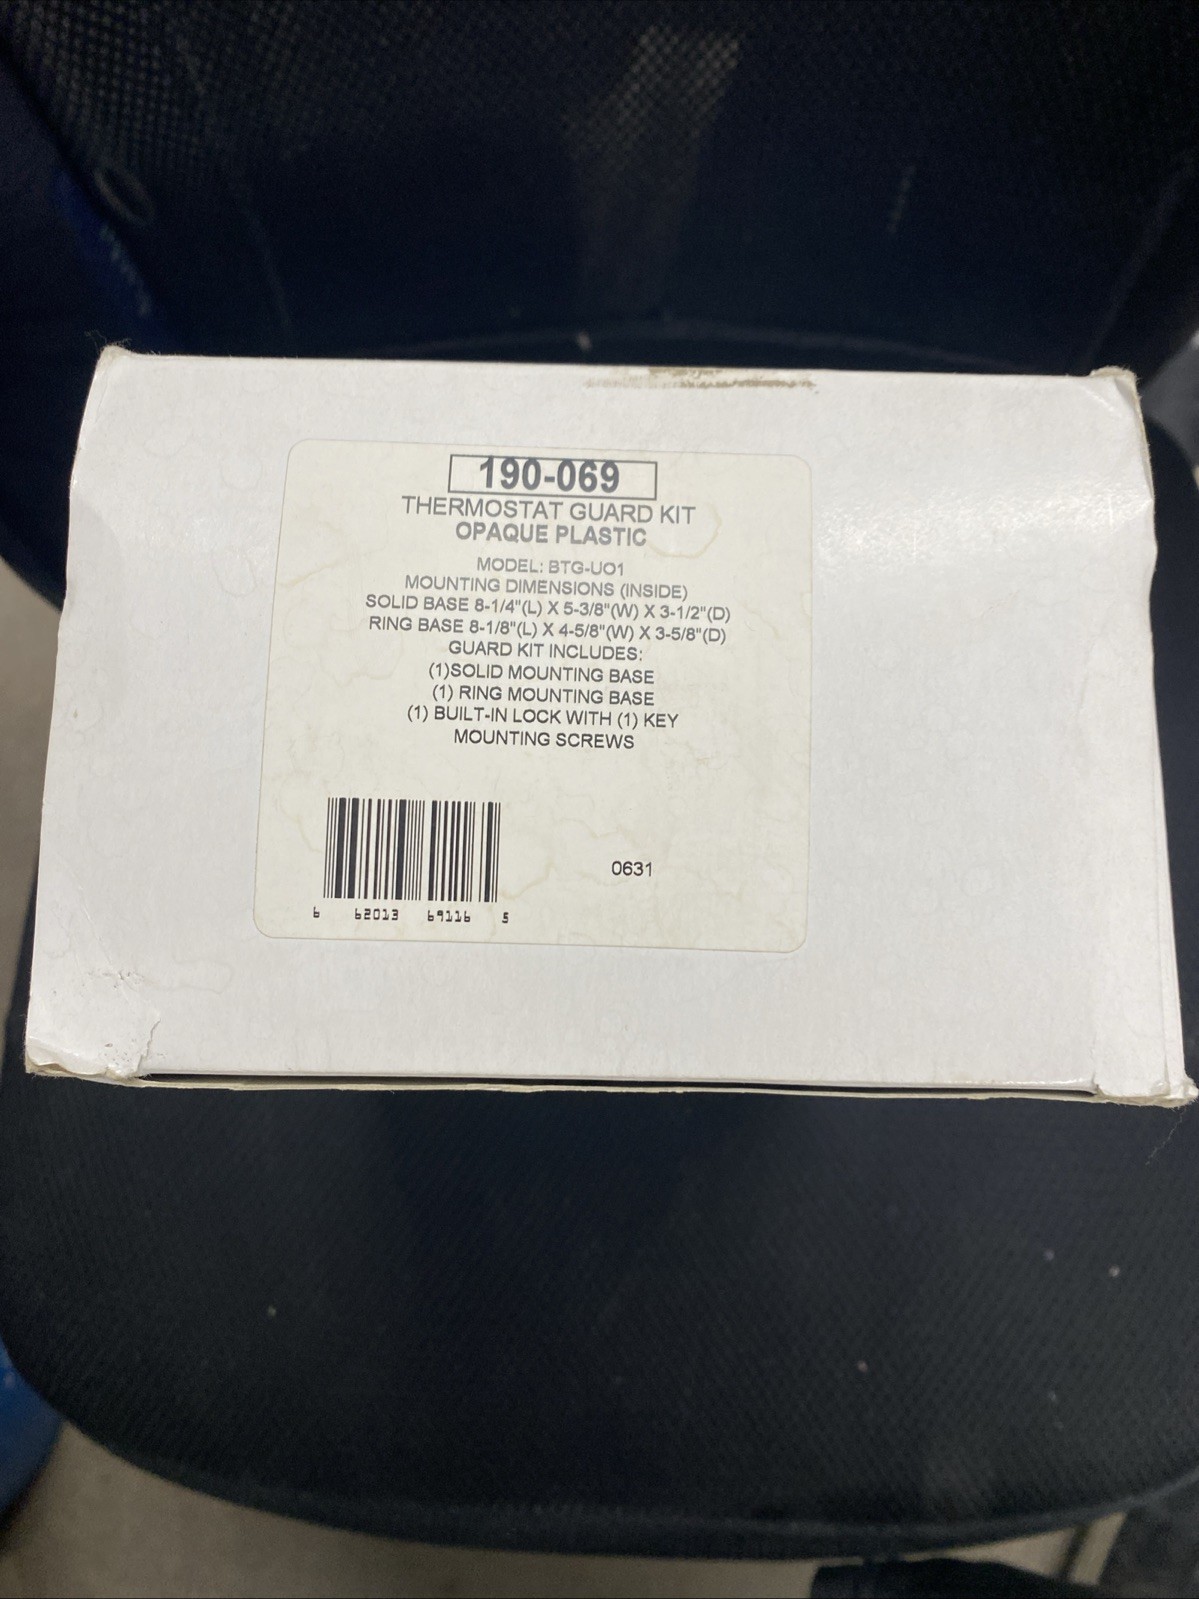 190-069
THERMOSTAT GUARD KIT
OPAQUE PLASTIC
MODEL: BTG-UO1
MOUNTING DIMENSIONS (INSIDE)
SOLID BASE 8-1/4"(L) X 5-3/8"(W) X 3-1/2"(D)
RING BASE 8-1/8"(L) X 4-5/8"(W) X 3-5/8"(D)
GUARD KIT INCLUDES:
(1)SOLID MOUNTING BASE
(1) RING MOUNTING BASE
(1) BUILT-IN LOCK WITH (1) KEY
MOUNTING SCREWS
0631
6 62013 69116 5